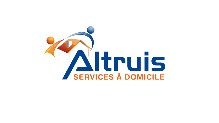 Altruis
SERVICES À DOMICILE